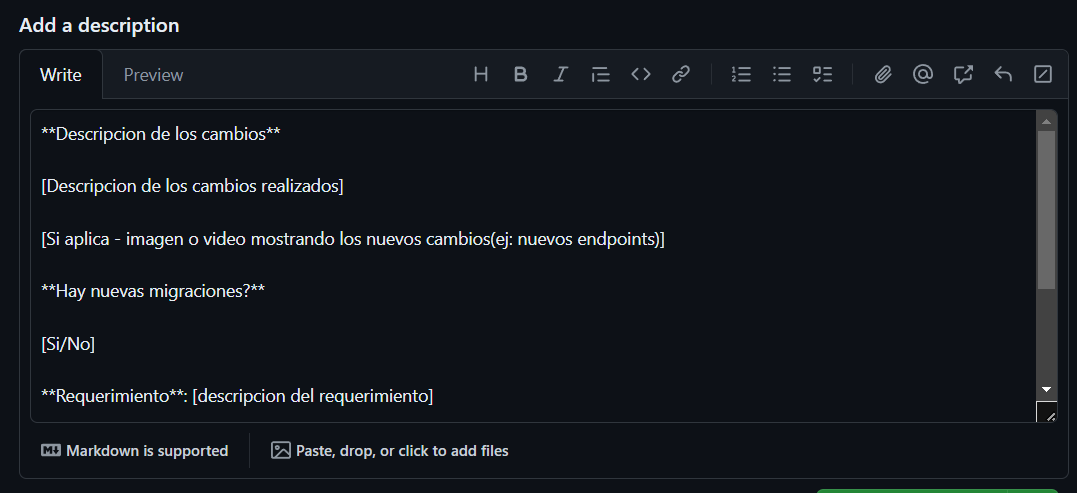 Add a description
Write Preview
**Descripcion de los cambios**
[Descripcion de los cambios realizados]
[Si aplica - imagen o video mostrando los nuevos cambios(ej: nuevos endpoints)]
**Hay nuevas migraciones?**
[Si/No]
**Requerimiento**: [descripcion del requerimiento]
Markdown is supported Paste, drop, or click to add files